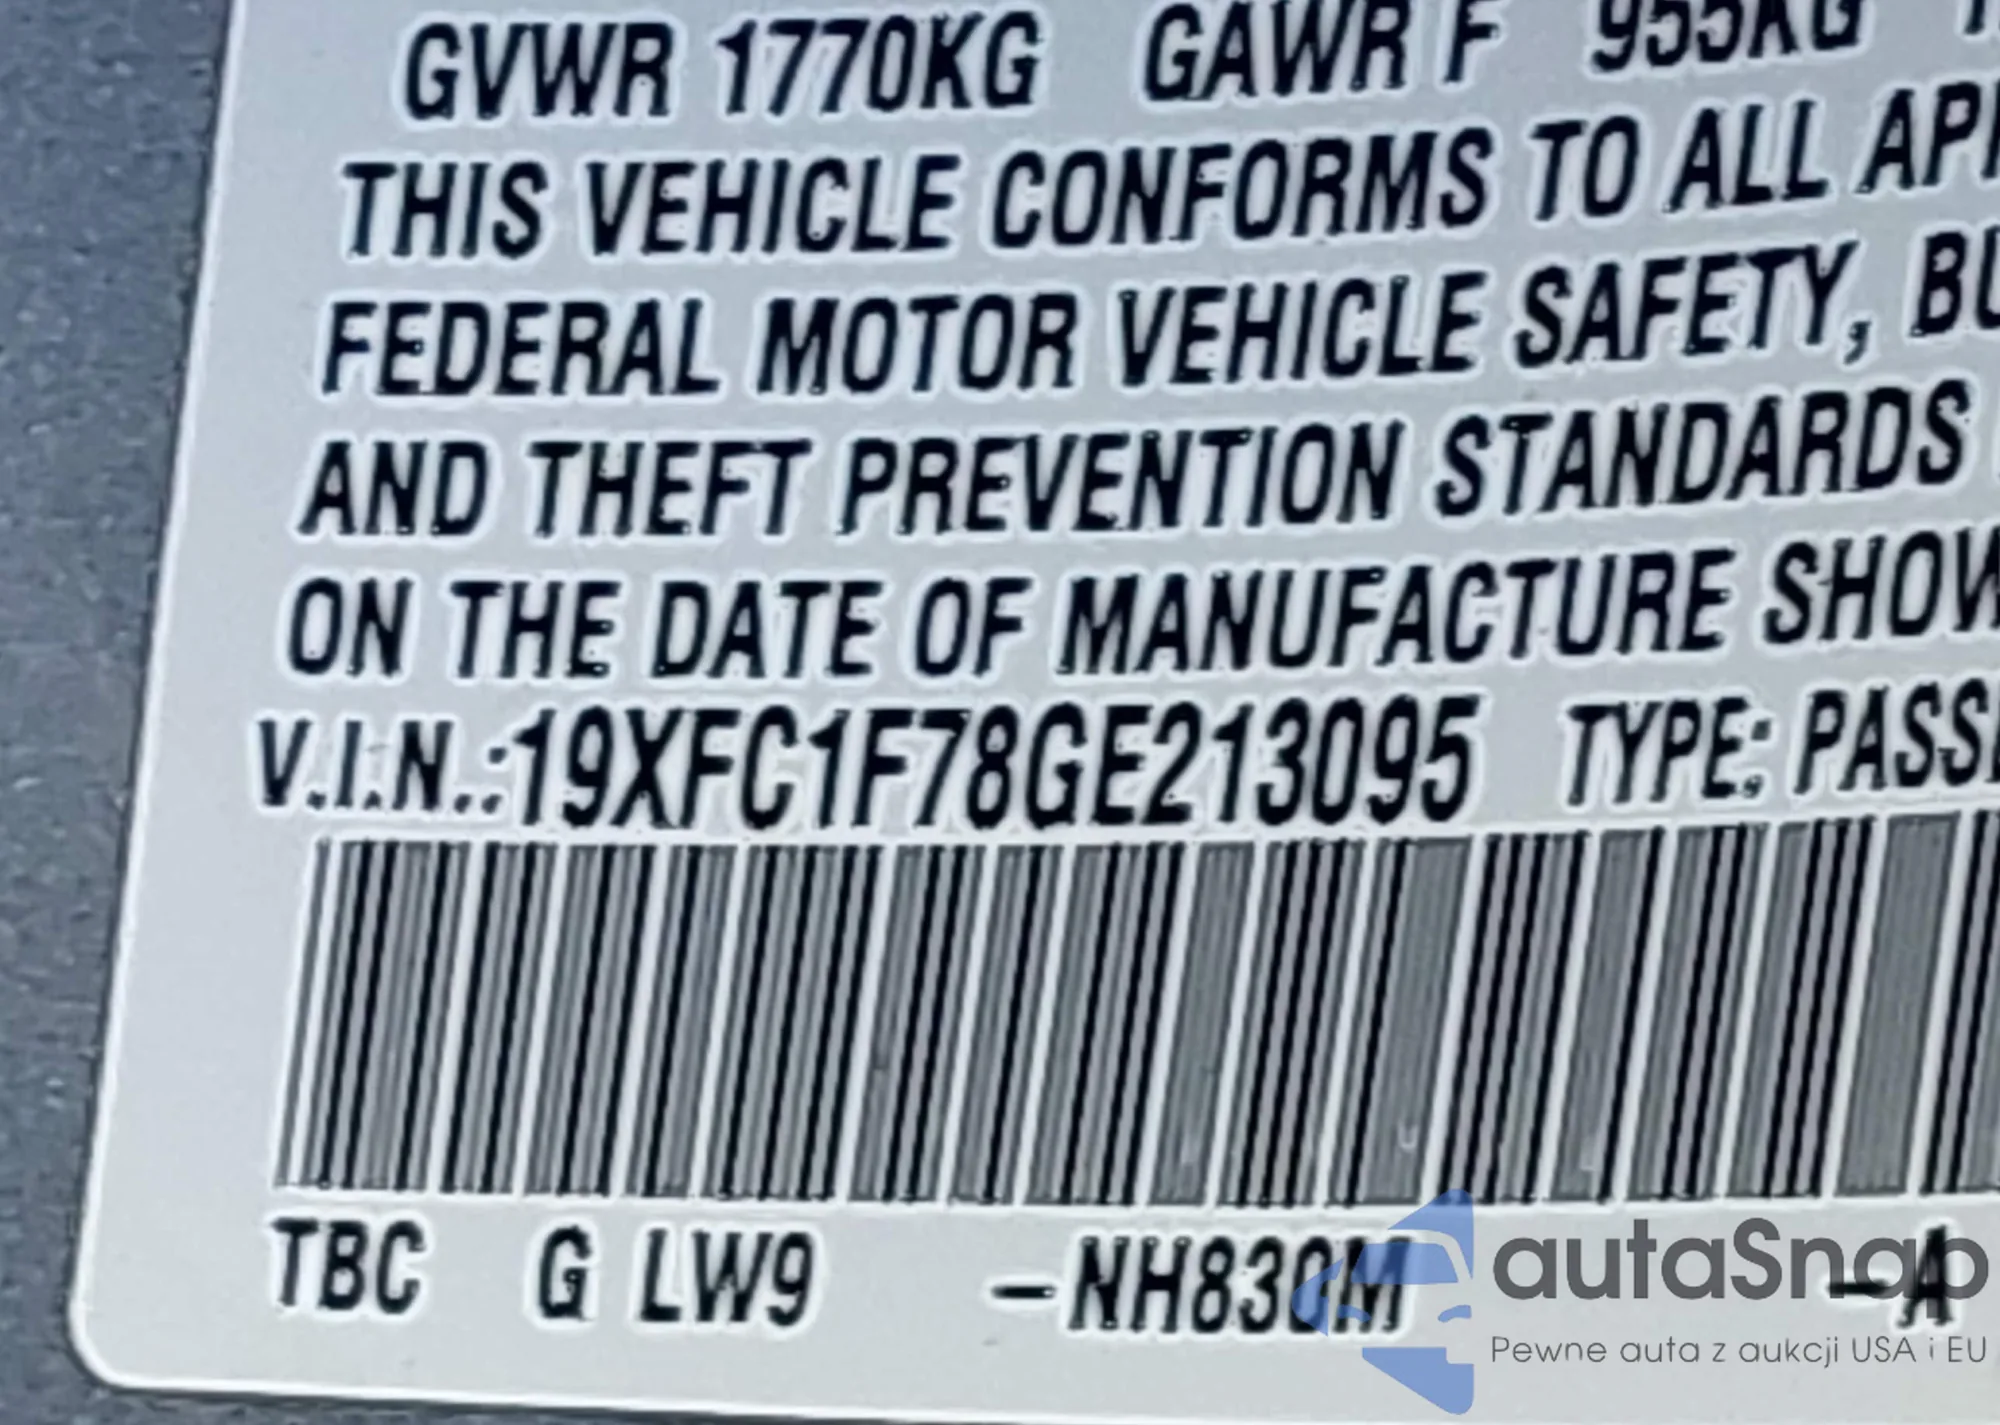 GVWR 1770KG GAWR F 955KG
THIS VEHICLE CONFORMS TO ALL
FEDERAL MOTOR VEHICLE SAFETY,
AND THEFT PREVENTION STANDARDS
ON THE DATE OF MANUFACTURE
V.I.N.:19XFC1F78GE213095 TYPE:
TBC G LW9 -NH830M -A
autaSnap
Pewne auta z aukcji USA i EU